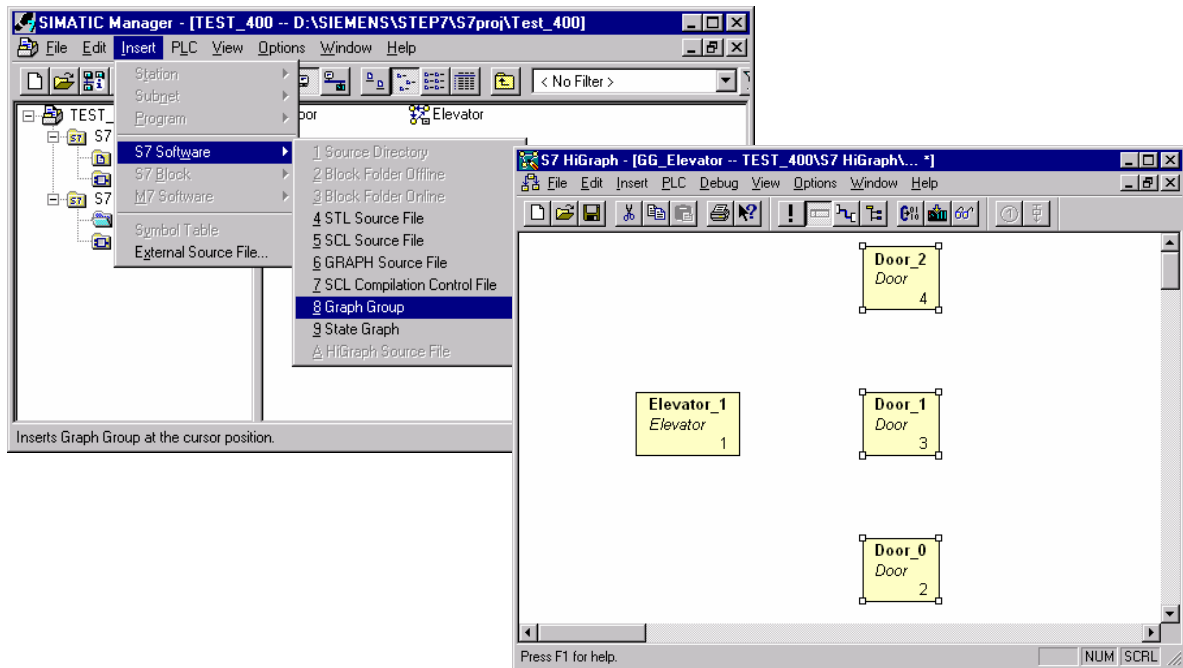 SIMATIC Manager - [TEST_400 -- D:\SIEMENS\STEP7\S7proj\Test_400]
File Edit Insert PLC View Options Window Help
< No Filter >
Station
Subnet
Program
S7 Software
S7 Block
M7 Software
Symbol Table
External Source File...
TEST_
S7
S7
oor
Elevator
1 Source Directory
2 Block Folder Offline
3 Block Folder Online
4 STL Source File
5 SCL Source File
6 GRAPH Source File
7 SCL Compilation Control File
8 Graph Group
9 State Graph
A HiGraph Source File
Inserts Graph Group at the cursor position.
S7 HiGraph - [GG_Elevator -- TEST_400\S7 HiGraph\... *]
File Edit Insert PLC Debug View Options Window Help
Door_2
Door
4
Elevator_1
Elevator
1
Door_1
Door
3
Door_0
Door
2
Press F1 for help.
NUM SCRL